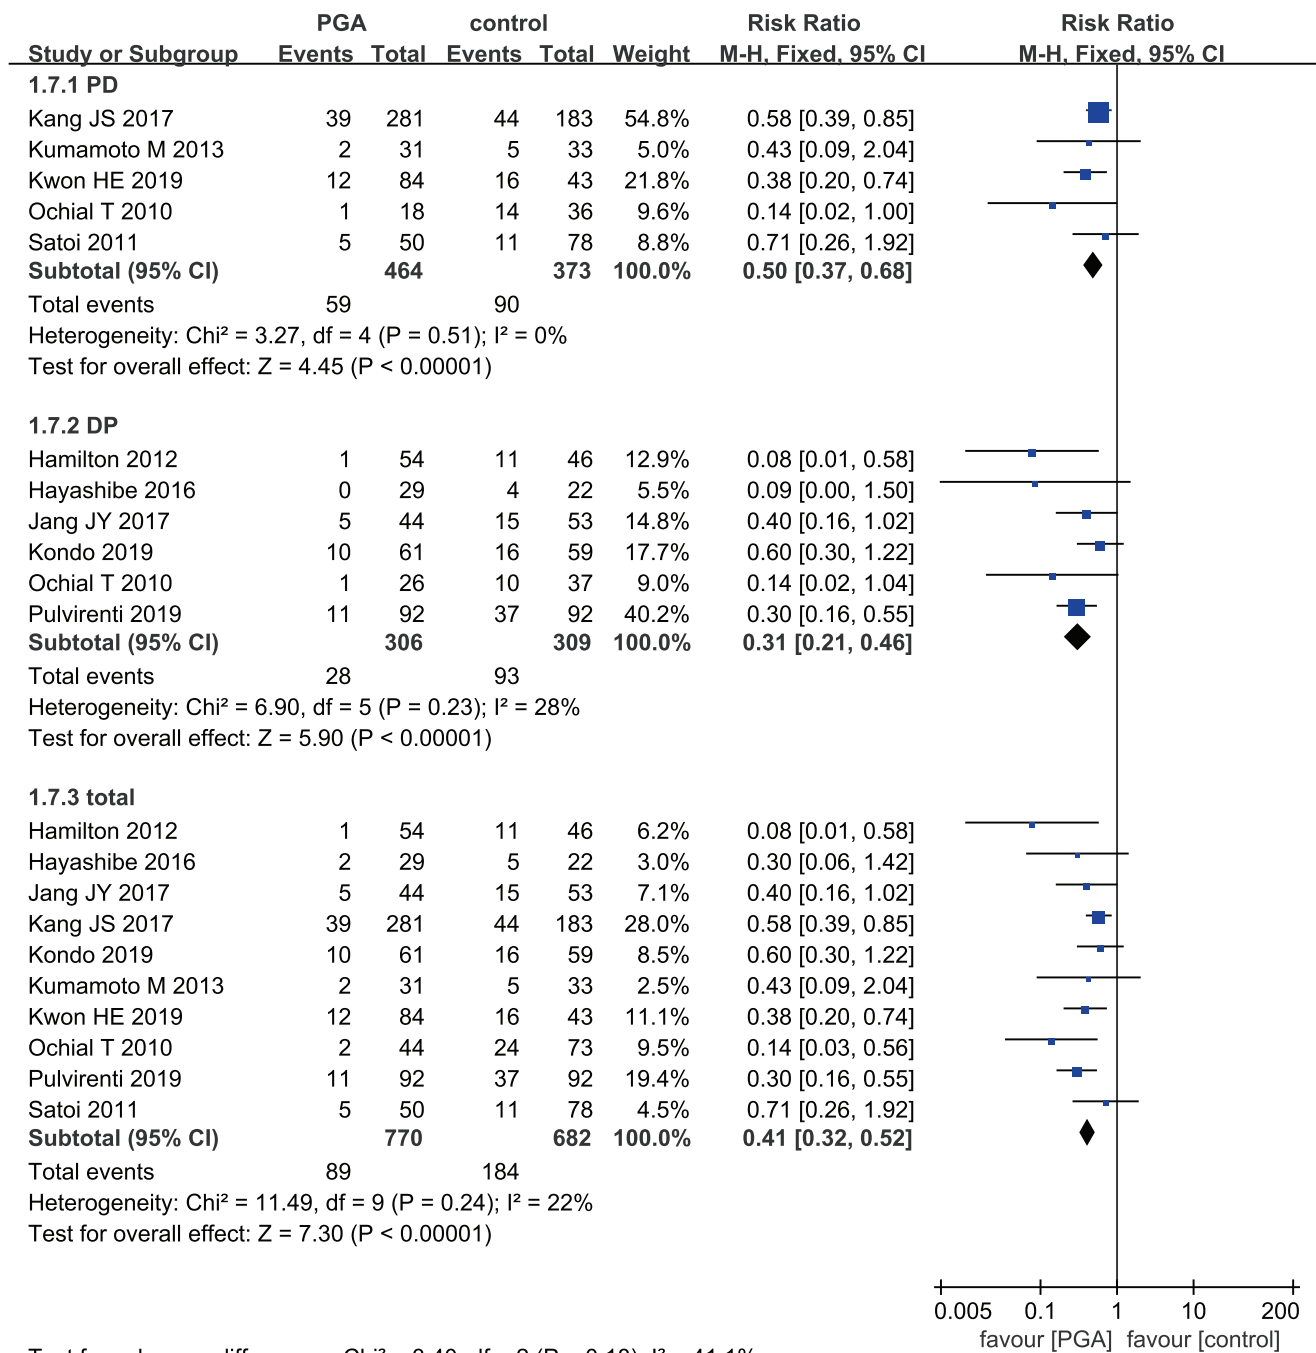 PGA control Risk Ratio Risk Ratio
Study or Subgroup Events Total Events Total Weight M-H, Fixed, 95% CI M-H, Fixed, 95% CI
1.7.1 PD
Kang JS 2017 39 281 44 183 54.8% 0.58 [0.39, 0.85]
Kumamoto M 2013 2 31 5 33 5.0% 0.43 [0.09, 2.04]
Kwon HE 2019 12 84 16 43 21.8% 0.38 [0.20, 0.74]
Ochial T 2010 1 18 14 36 9.6% 0.14 [0.02, 1.00]
Satoi 2011 5 50 11 78 8.8% 0.71 [0.26, 1.92]
Subtotal (95% CI) 464 373 100.0% 0.50 [0.37, 0.68]
Total events 59 90
Heterogeneity: Chi² = 3.27, df = 4 (P = 0.51); I² = 0%
Test for overall effect: Z = 4.45 (P < 0.00001)
1.7.2 DP
Hamilton 2012 1 54 11 46 12.9% 0.08 [0.01, 0.58]
Hayashibe 2016 0 29 4 22 5.5% 0.09 [0.00, 1.50]
Jang JY 2017 5 44 15 53 14.8% 0.40 [0.16, 1.02]
Kondo 2019 10 61 16 59 17.7% 0.60 [0.30, 1.22]
Ochial T 2010 1 26 10 37 9.0% 0.14 [0.02, 1.04]
Pulvirenti 2019 11 92 37 92 40.2% 0.30 [0.16, 0.55]
Subtotal (95% CI) 306 309 100.0% 0.31 [0.21, 0.46]
Total events 28 93
Heterogeneity: Chi² = 6.90, df = 5 (P = 0.23); I² = 28%
Test for overall effect: Z = 5.90 (P < 0.00001)
1.7.3 total
Hamilton 2012 1 54 11 46 6.2% 0.08 [0.01, 0.58]
Hayashibe 2016 2 29 5 22 3.0% 0.30 [0.06, 1.42]
Jang JY 2017 5 44 15 53 7.1% 0.40 [0.16, 1.02]
Kang JS 2017 39 281 44 183 28.0% 0.58 [0.39, 0.85]
Kondo 2019 10 61 16 59 8.5% 0.60 [0.30, 1.22]
Kumamoto M 2013 2 31 5 33 2.5% 0.43 [0.09, 2.04]
Kwon HE 2019 12 84 16 43 11.1% 0.38 [0.20, 0.74]
Ochial T 2010 2 44 24 73 9.5% 0.14 [0.03, 0.56]
Pulvirenti 2019 11 92 37 92 19.4% 0.30 [0.16, 0.55]
Satoi 2011 5 50 11 78 4.5% 0.71 [0.26, 1.92]
Subtotal (95% CI) 770 682 100.0% 0.41 [0.32, 0.52]
Total events 89 184
Heterogeneity: Chi² = 11.49, df = 9 (P = 0.24); I² = 22%
Test for overall effect: Z = 7.30 (P < 0.00001)
0.005 0.1 1 10 200
favour [PGA] favour [control]